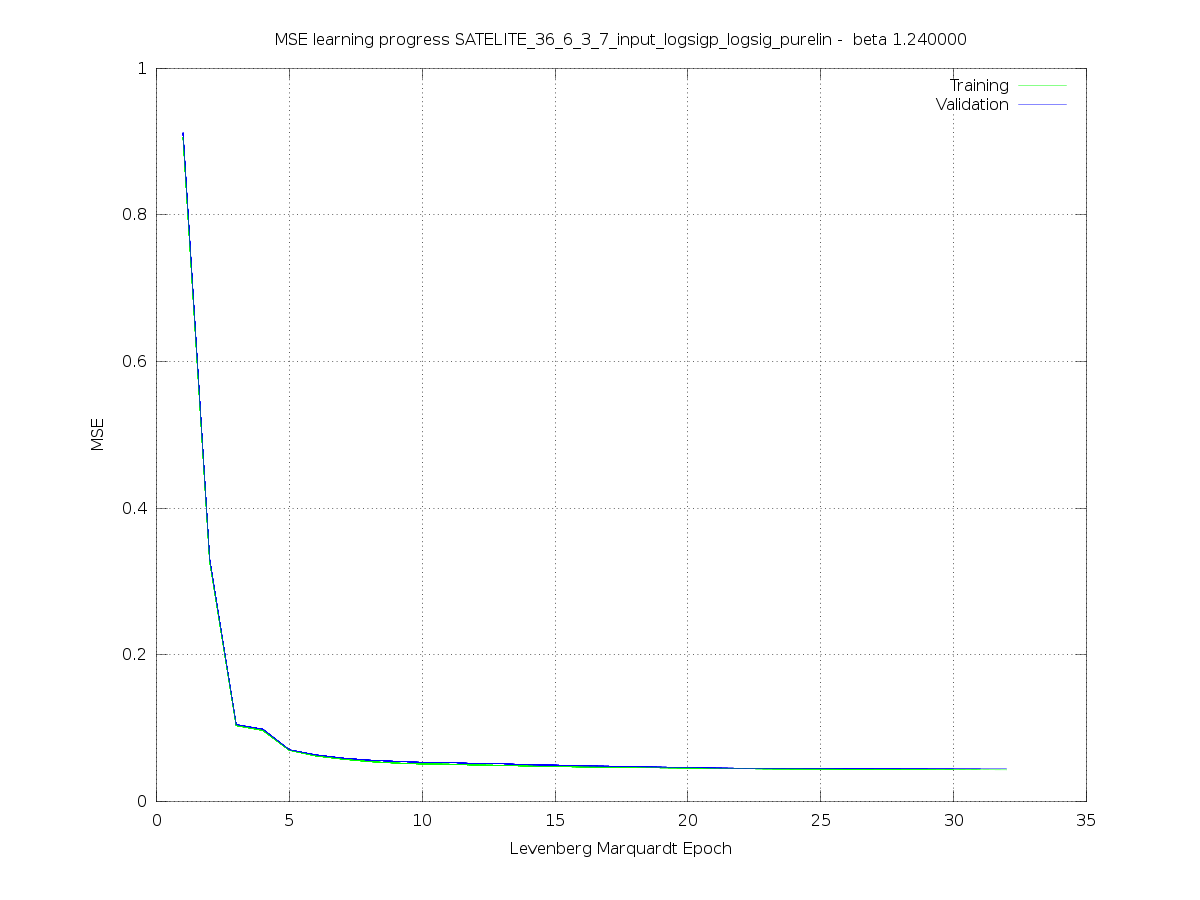 MSE learning progress SATELITE_36_6_3_7_input_logsigp_logsig_purelin -  beta 1.240000
Training
Validation
1
0.8
0.6
0.4
0.2
0
MSE
0 5 10 15 20 25 30 35
Levenberg Marquardt Epoch